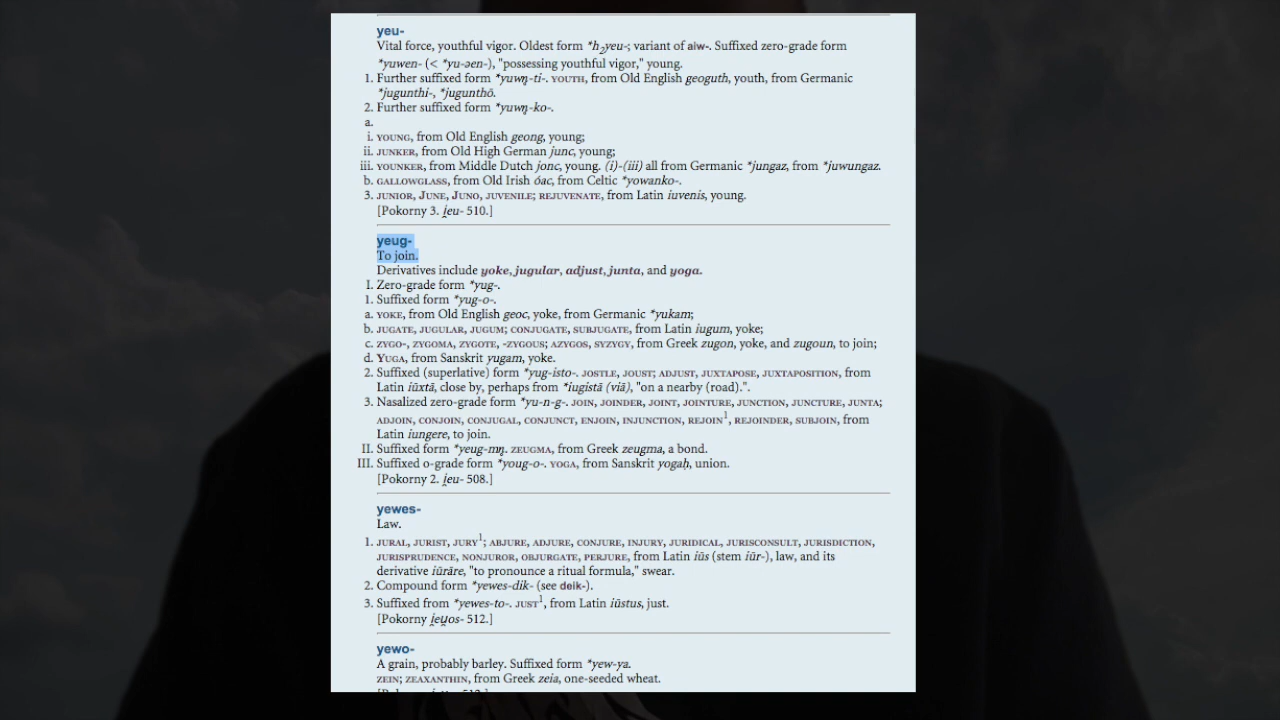 yeu-
Vital force, youthful vigor. Oldest form *h₂yeu-; variant of aiw-. Suffixed zero-grade form
*yuwen- (< *yu-ǝen-), "possessing youthful vigor," young.
1. Further suffixed form *yuwn̥-ti-. YOUTH, from Old English geoguth, youth, from Germanic
*jugunthi-, *jugunthō.
2. Further suffixed form *yuwn̥-ko-.
a.
i. YOUNG, from Old English geong, young;
ii. JUNKER, from Old High German junc, young;
iii. YOUNKER, from Middle Dutch jonc, young. (i)-(iii) all from Germanic *jungaz, from *juwungaz.
b. GALLOWGLASS, from Old Irish óac, from Celtic *yowanko-.
3. JUNIOR, JUNE, JUNO, JUVENILE; REJUVENATE, from Latin iuvenis, young.
[Pokorny 3. i̯eu- 510.]
yeug-
To join.
Derivatives include yoke, jugular, adjust, junta, and yoga.
I. Zero-grade form *yug-.
1. Suffixed form *yug-o-.
a. YOKE, from Old English geoc, yoke, from Germanic *yukam;
b. JUGATE, JUGULAR, JUGUM; CONJUGATE, SUBJUGATE, from Latin iugum, yoke;
c. ZYGO-, ZYGOMA, ZYGOTE, -ZYGOUS; AZYGOS, SYZYGY, from Greek zugon, yoke, and zugoun, to join;
d. YUGA, from Sanskrit yugam, yoke.
2. Suffixed (superlative) form *yug-isto-. JOSTLE, JOUST; ADJUST, JUXTAPOSE, JUXTAPOSITION, from
Latin iūxtā, close by, perhaps from *iugistā (viā), "on a nearby (road).".
3. Nasalized zero-grade form *yu-n-g-. JOIN, JOINDER, JOINT, JOINTURE, JUNCTION, JUNCTURE, JUNTA;
ADJOIN, CONJOIN, CONJUGAL, CONJUNCT, ENJOIN, INJUNCTION, REJOIN¹, REJOINDER, SUBJOIN, from
Latin iungere, to join.
II. Suffixed form *yeug-mn̥. ZEUGMA, from Greek zeugma, a bond.
III. Suffixed o-grade form *youg-o-. YOGA, from Sanskrit yogaḥ, union.
[Pokorny 2. i̯eu- 508.]
yewes-
Law.
1. JURAL, JURIST, JURY¹; ABJURE, ADJURE, CONJURE, INJURY, JURIDICAL, JURISCONSULT, JURISDICTION,
JURISPRUDENCE, NONJUROR, OBJURGATE, PERJURE, from Latin iūs (stem iūr-), law, and its
derivative iūrāre, "to pronounce a ritual formula," swear.
2. Compound form *yewes-dik- (see deik-).
3. Suffixed from *yewes-to-. JUST¹, from Latin iūstus, just.
[Pokorny i̯eu̯os- 512.]
yewo-
A grain, probably barley. Suffixed form *yew-ya.
ZEIN; ZEAXANTHIN, from Greek zeia, one-seeded wheat.